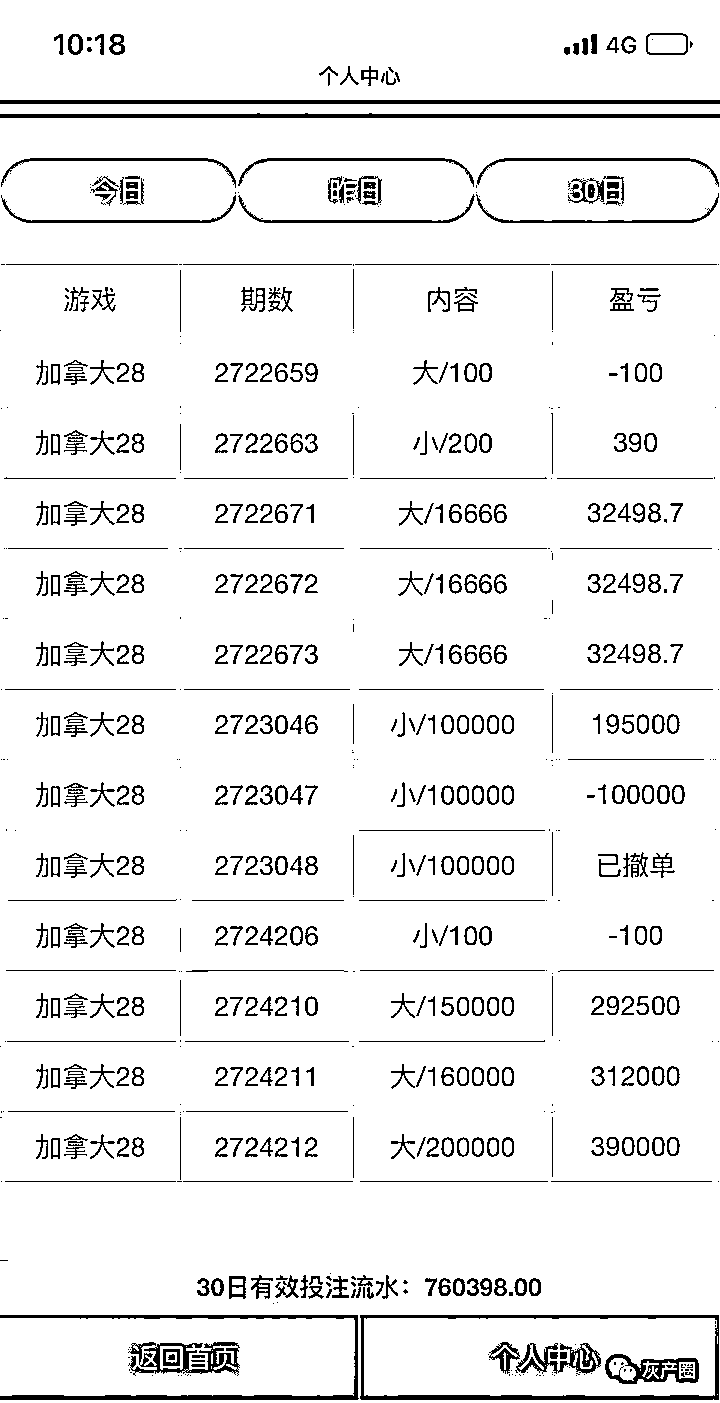 10:18 4G
个人中心
今日 昨日 30日
游戏 期数 内容 盈亏
加拿大28 2722659 大/100 -100
加拿大28 2722663 小/200 390
加拿大28 2722671 大/16666 32498.7
加拿大28 2722672 大/16666 32498.7
加拿大28 2722673 大/16666 32498.7
加拿大28 2723046 小/100000 195000
加拿大28 2723047 小/100000 -100000
加拿大28 2723048 小/100000 已撤单
加拿大28 2724206 小/100 -100
加拿大28 2724210 大/150000 292500
加拿大28 2724211 大/160000 312000
加拿大28 2724212 大/200000 390000
30日有效投注流水：760398.00
返回首页 个人中心 灰产圈